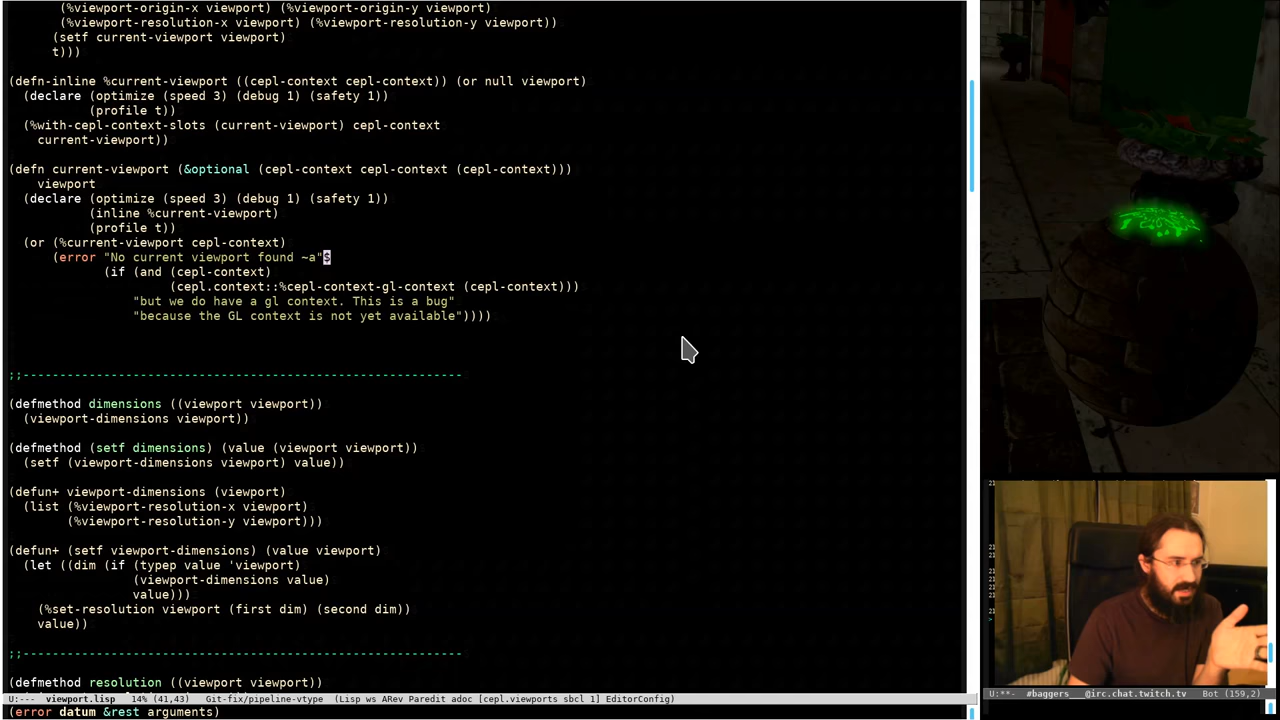 (%viewport-origin-x viewport) (%viewport-origin-y viewport)
(%viewport-resolution-x viewport) (%viewport-resolution-y viewport))
(setf current-viewport viewport)
t)))
(defn-inline %current-viewport ((cepl-context cepl-context)) (or null viewport)
(declare (optimize (speed 3) (debug 1) (safety 1))
(profile t))
(%with-cepl-context-slots (current-viewport) cepl-context
current-viewport))
(defn current-viewport (&optional (cepl-context cepl-context (cepl-context)))
viewport
(declare (optimize (speed 3) (debug 1) (safety 1))
(inline %current-viewport)
(profile t))
(or (%current-viewport cepl-context)
(error "No current viewport found ~a"$
(if (and (cepl-context)
(cepl.context::%cepl-context-gl-context (cepl-context)))
"but we do have a gl context. This is a bug"
"because the GL context is not yet available"))))
;;------------------------------------------------------------
(defmethod dimensions ((viewport viewport))
(viewport-dimensions viewport))
(defmethod (setf dimensions) (value (viewport viewport))
(setf (viewport-dimensions viewport) value))
(defun+ viewport-dimensions (viewport)
(list (%viewport-resolution-x viewport)
(%viewport-resolution-y viewport)))
(defun+ (setf viewport-dimensions) (value viewport)
(let ((dim (if (typep value 'viewport)
(viewport-dimensions value)
value)))
(%set-resolution viewport (first dim) (second dim))
value))
;;------------------------------------------------------------
(defmethod resolution ((viewport viewport))
U:--- viewport.lisp 14% (41,43) Git-fix/pipeline-vtype (Lisp ws ARev Paredit adoc [cepl.viewports sbcl 1] EditorConfig)
(error datum &rest arguments)
U:**- #baggers___@irc.chat.twitch.tv Bot (159,2)